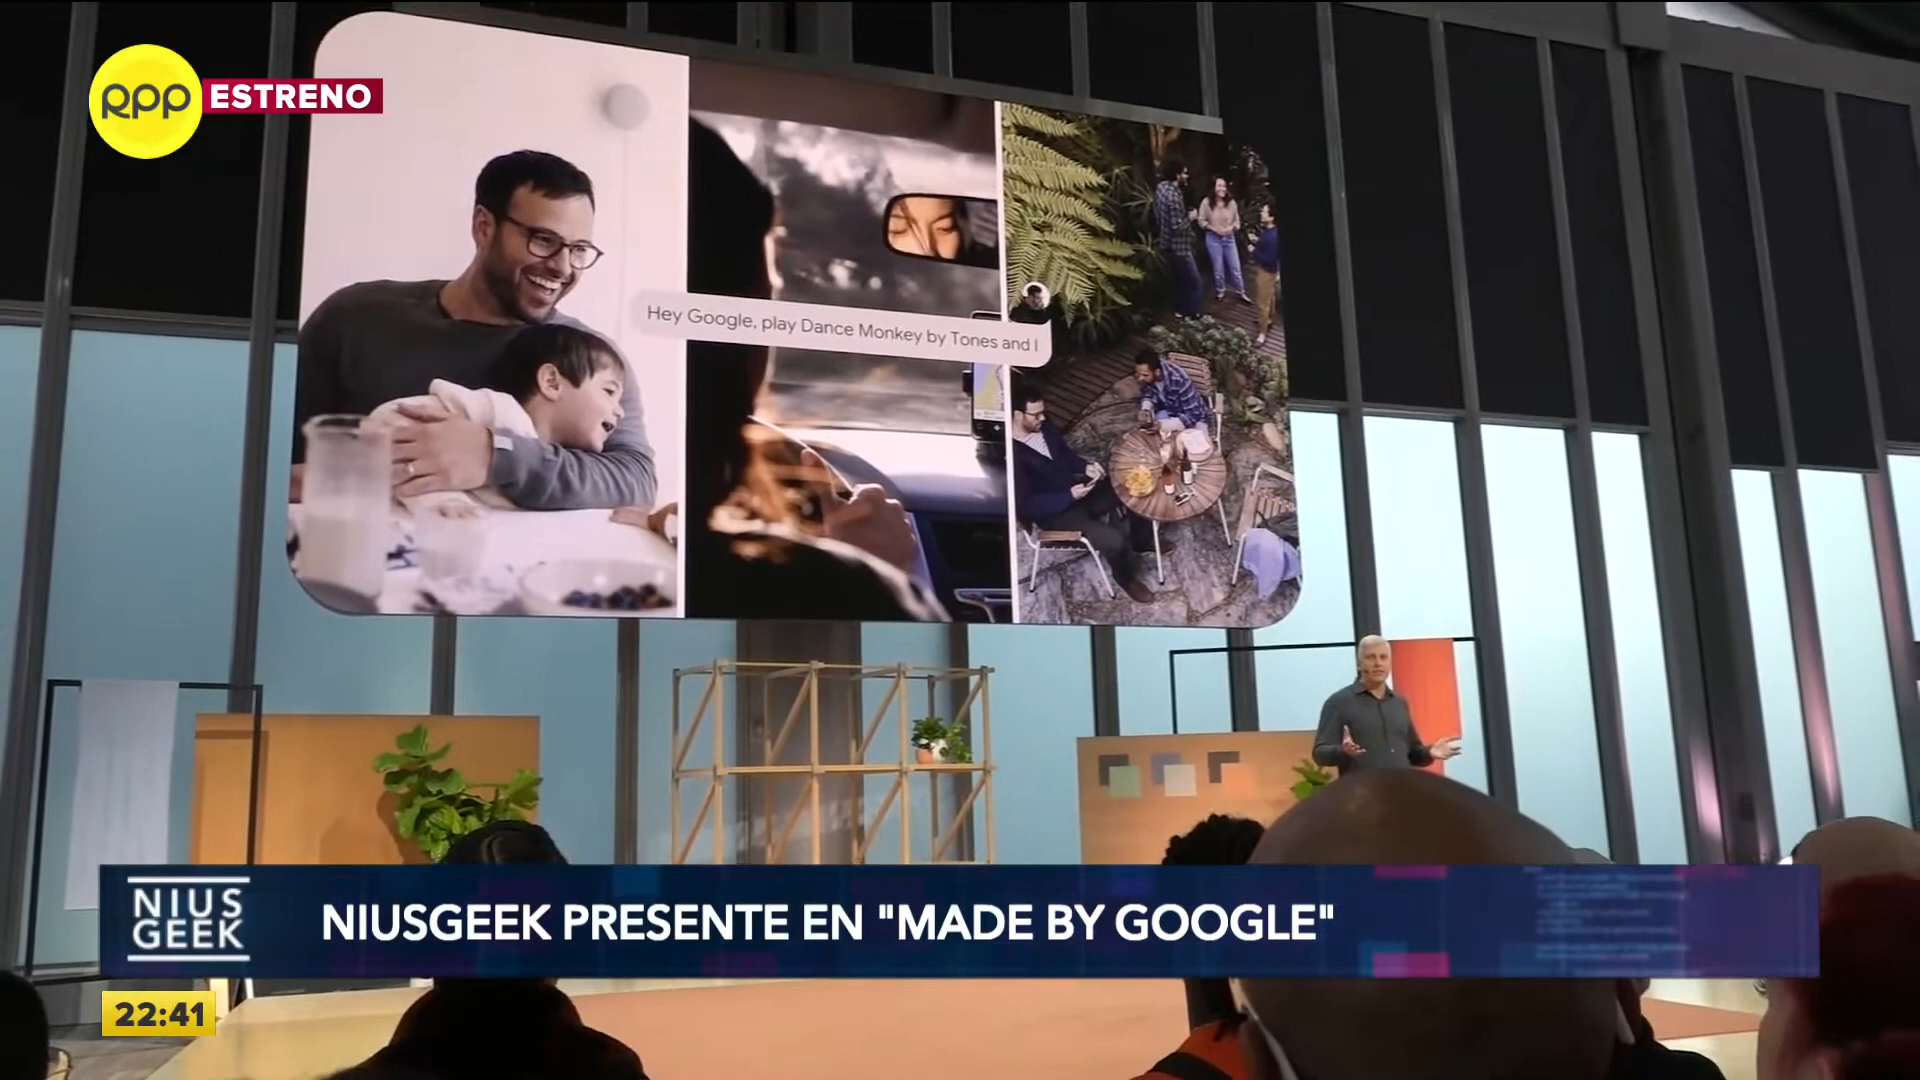 rpp ESTRENO
Hey Google, play Dance Monkey by Tones and I
NIUS
GEEK
NIUSGEEK PRESENTE EN "MADE BY GOOGLE"
22:41